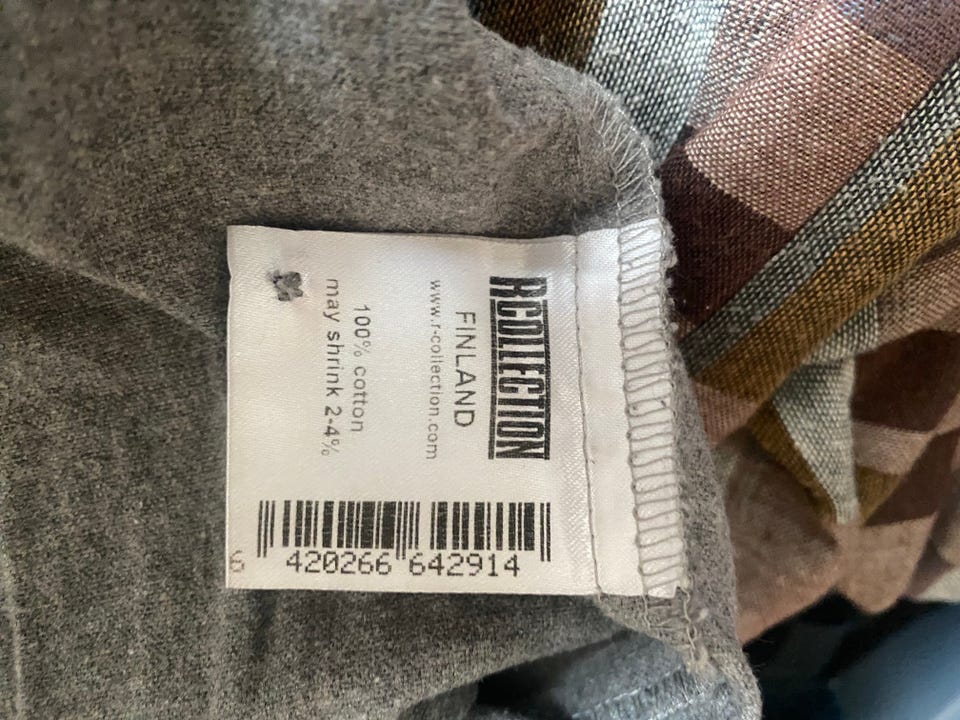 RCOLLECTION
FINLAND
www.r-collection.com
100% cotton
may shrink 2-4%
6 420266 642914